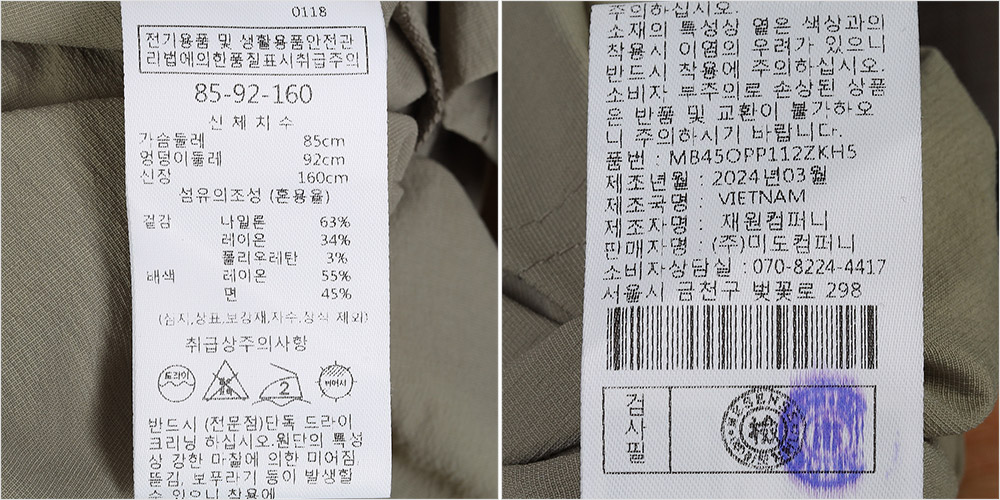 0118
전기용품 및 생활용품안전관
리법에의한품질표시취급주의
85-92-160
신 체 치 수
가슴둘레 85cm
엉덩이둘레 92cm
신장 160cm
섬유의조성 (혼용율)
겉감 나일론 63%
레이온 34%
폴리우레탄 3%
배색 레이온 55%
면 45%
(심지,상표,보강재,자수,장식 제외)
취급상주의사항
드라이
2
반드시 (전문점)단독 드라이
크리닝 하십시오.원단의 특성
상 강한 마찰에 의한 미어짐
뜯김, 보푸라기 등이 발생할
수 있으니 착용에
주의하십시오.
소재의 특성상 옅은 색상과의
착용시 이염의 우려가 있으니
반드시 착용에 주의하십시오.
소비자 부주의로 손상된 상품
은 반품 및 교환이 불가하오
니 주의하시기 바랍니다.
품번 : MB45OPP112ZKH5
제조년월 : 2024년03월
제조국명 : VIETNAM
제조자명 : 재원컴퍼니
판매자명 : (주)미도컴퍼니
소비자상담실 : 070-8224-4417
서울시 금천구 벚꽃로 298
검사필